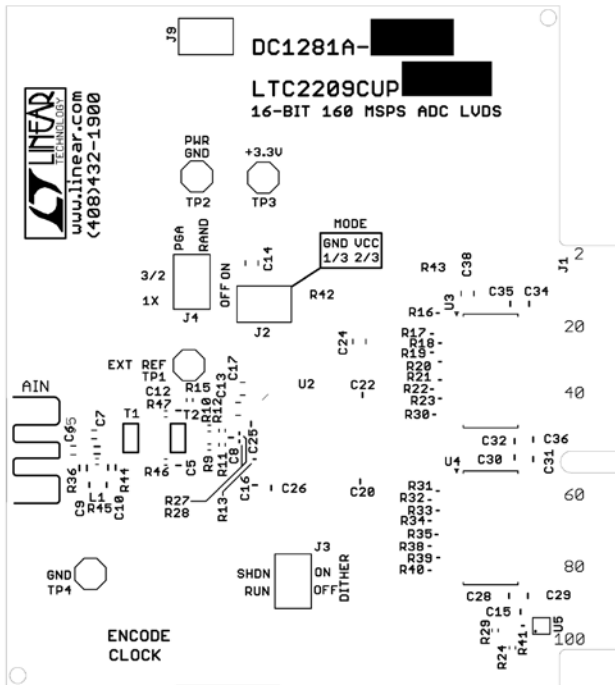 J9
DC1281A-
LTC2209CUP
16-BIT 160 MSPS ADC LVDS
LINEAR
TECHNOLOGY
www.linear.com
(408)432-1900
PWR
GND
TP2
+3.3V
TP3
MODE
GND VCC
1/3 2/3
PGA
RAND
3/2
1X
J4
C14
OFF ON
J2
R42
R43
C38
J1
2
U3
C35
C34
R16
20
R17
R18
R19
R20
R21
R22
R23
R30
40
C24
C22
U2
EXT REF
TP1
C17
C13
C12
R15
R47
R10
R12
AIN
T1
T2
C6
C7
R36
C9
L1
R45
C10
R44
R46
C5
R9
R11
C8
C25
C16
C26
R27
R28
R13
C20
C32
C36
C30
C31
U4
R31
R32
R33
R34
R35
R38
R39
R40
60
80
J3
SHDN
RUN
ON
OFF
DITHER
GND
TP4
C28
C29
C15
R29
R24
R41
U5
100
ENCODE
CLOCK